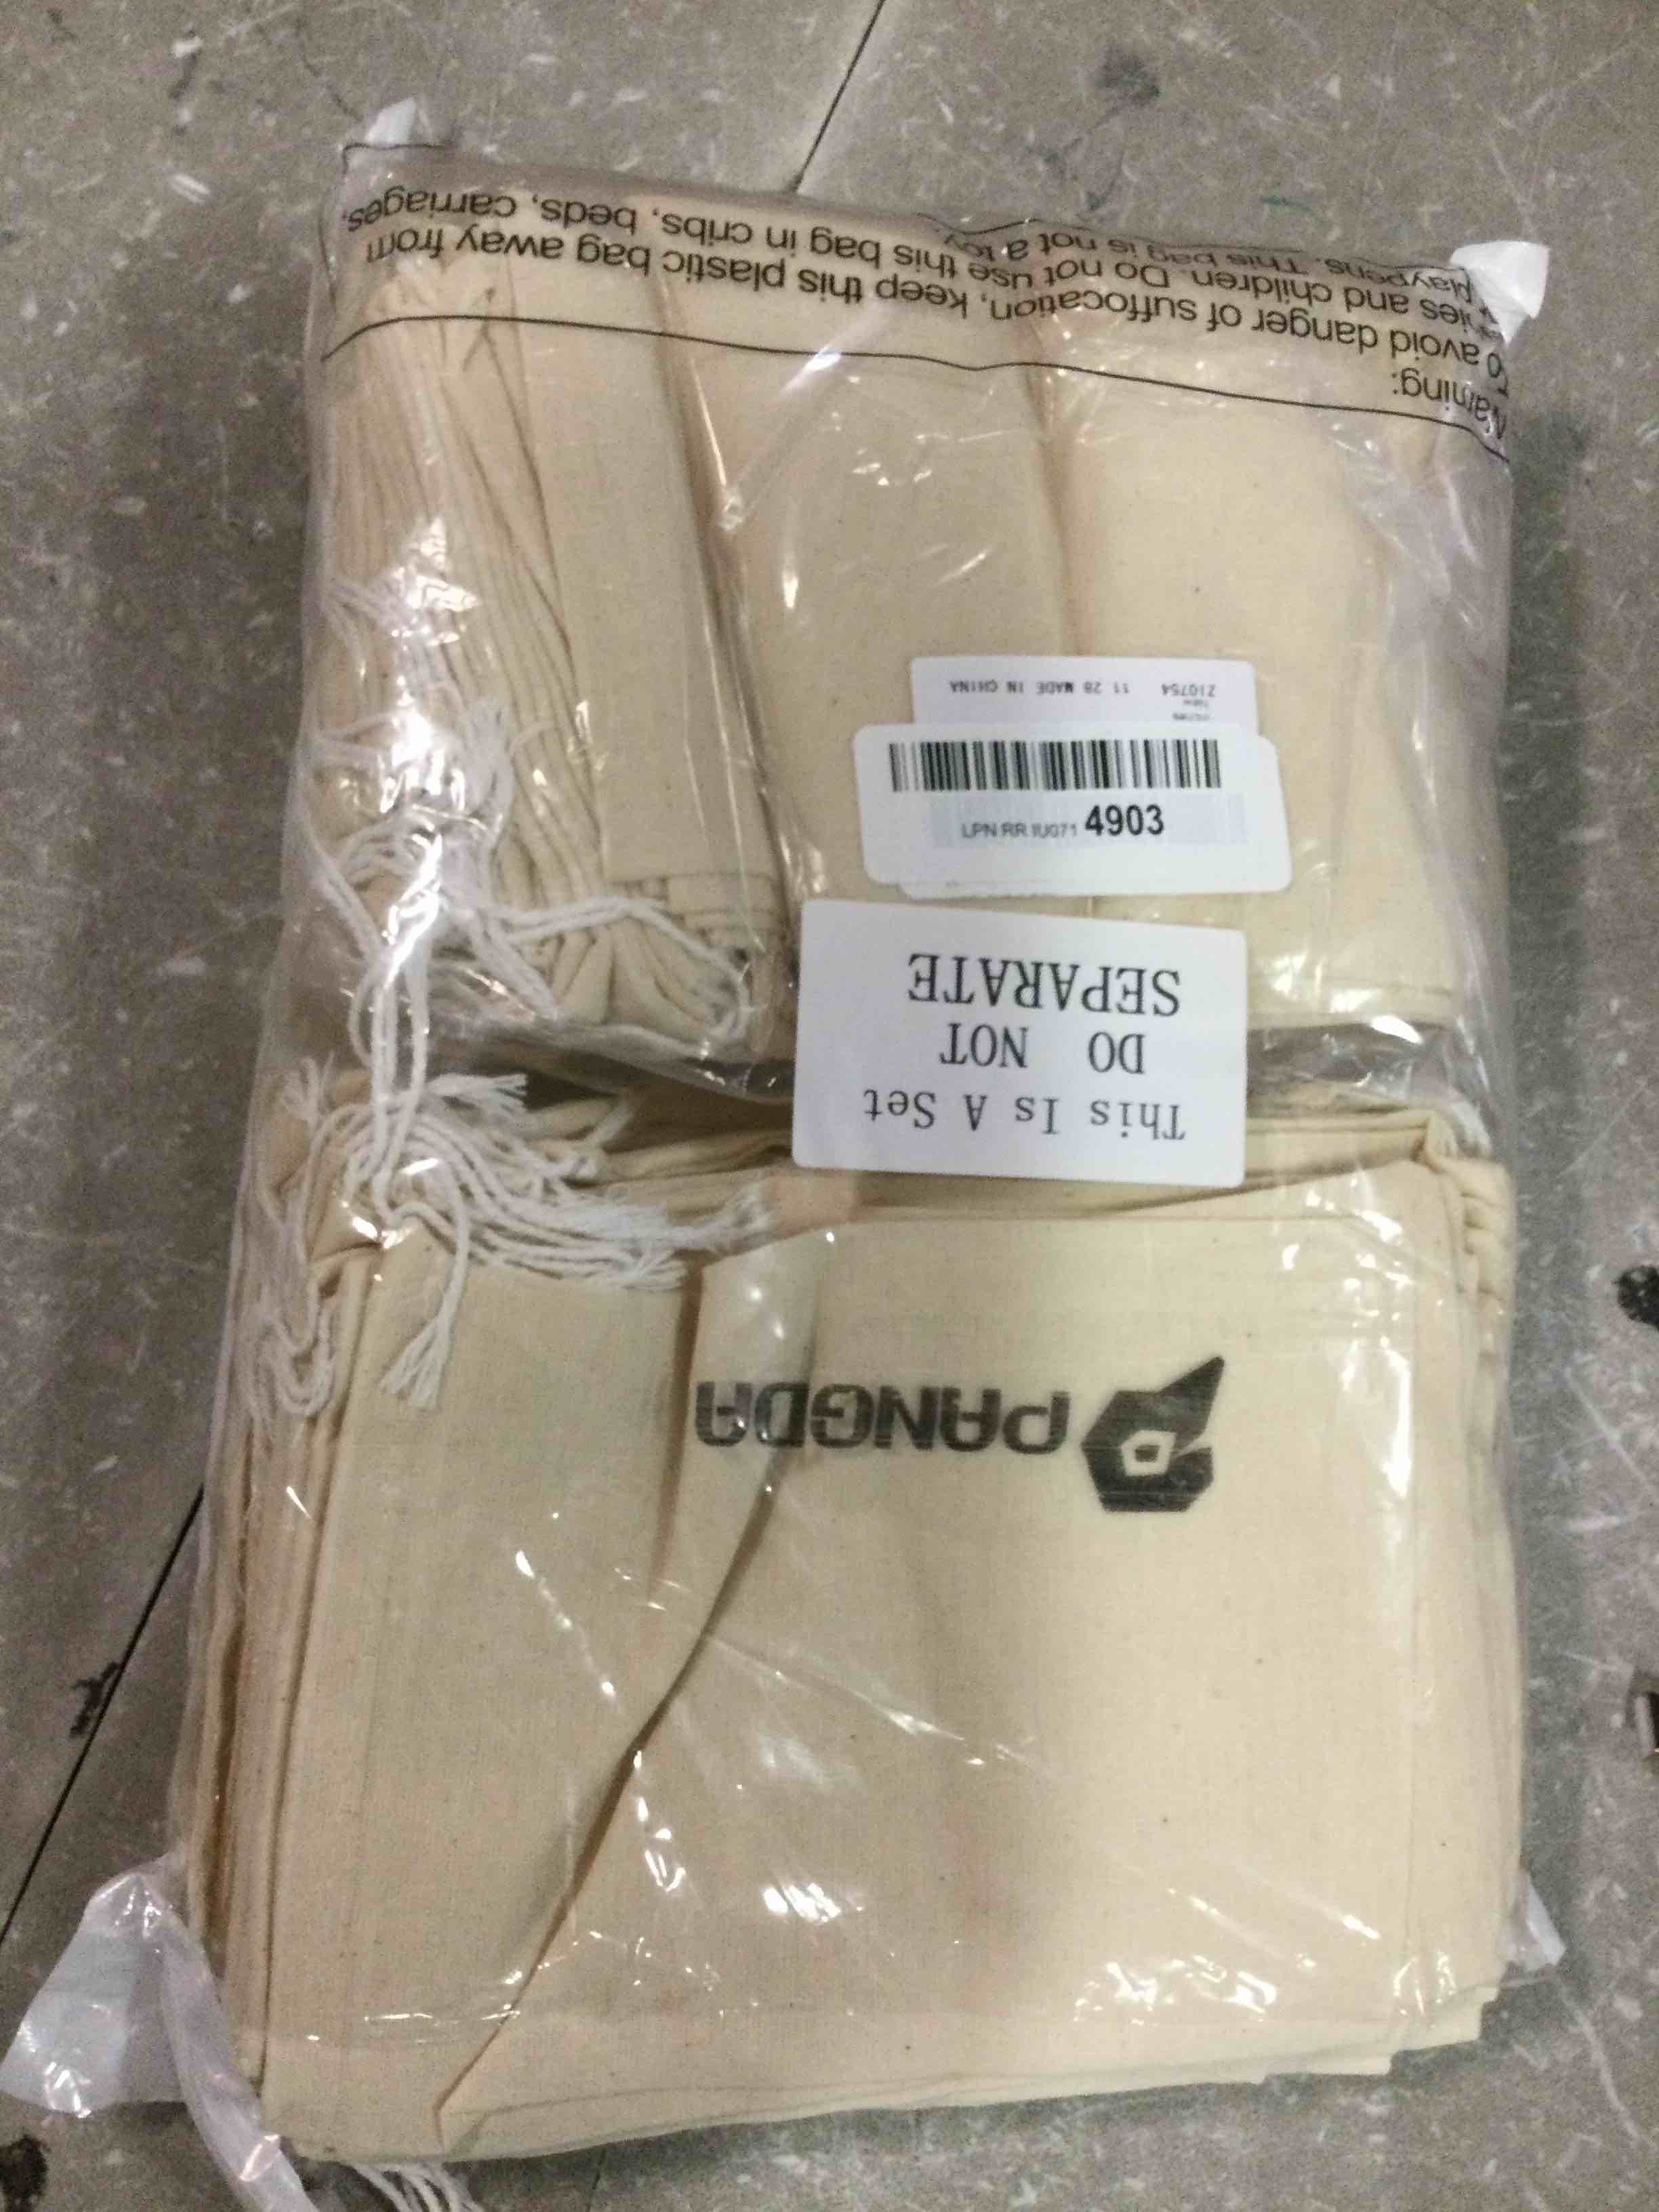 Warning:
To avoid danger of suffocation, keep this plastic bag away from
and children. Do not use this bag in cribs, beds, carriages,
playpens. This bag is not a toy.
New
Z10754 11 28 MADE IN CHINA
LPN RR IU071 4903
This Is A Set
DO NOT
SEPARATE
PANGDA